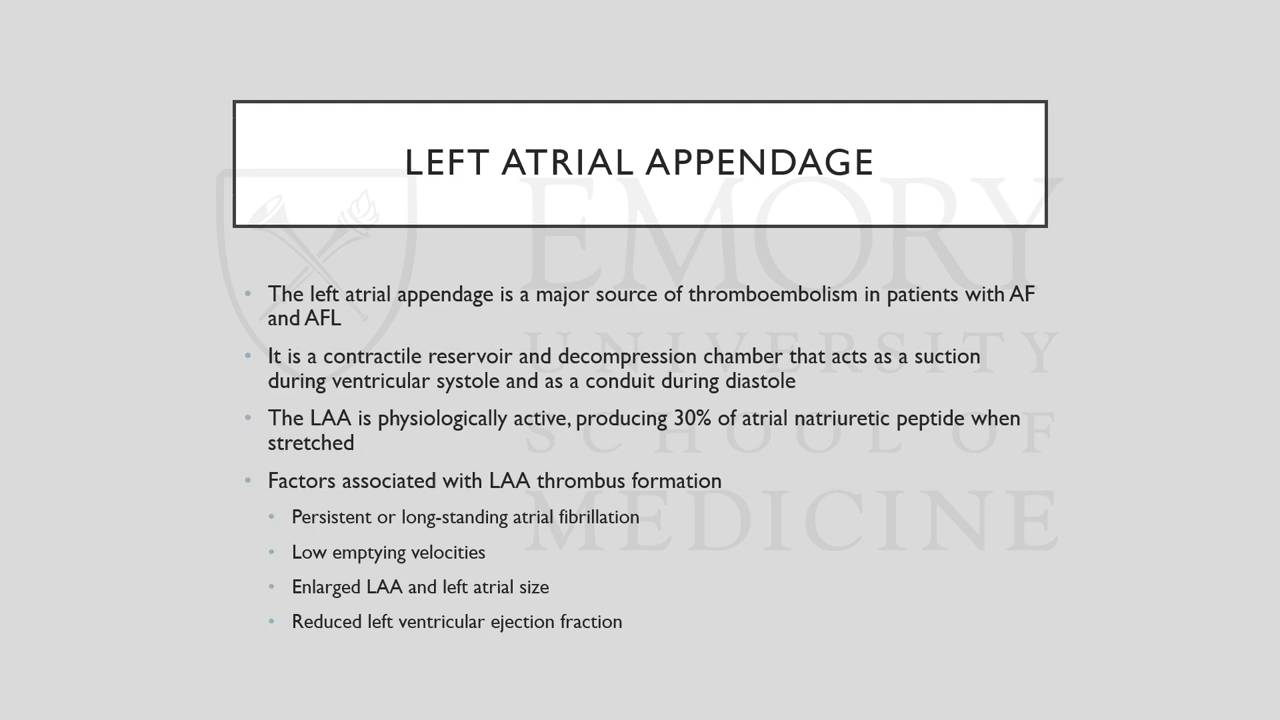 LEFT ATRIAL APPENDAGE
EMORY
UNIVERSITY
SCHOOL OF
MEDICINE
• The left atrial appendage is a major source of thromboembolism in patients with AF
and AFL
• It is a contractile reservoir and decompression chamber that acts as a suction
during ventricular systole and as a conduit during diastole
• The LAA is physiologically active, producing 30% of atrial natriuretic peptide when
stretched
• Factors associated with LAA thrombus formation
• Persistent or long-standing atrial fibrillation
• Low emptying velocities
• Enlarged LAA and left atrial size
• Reduced left ventricular ejection fraction